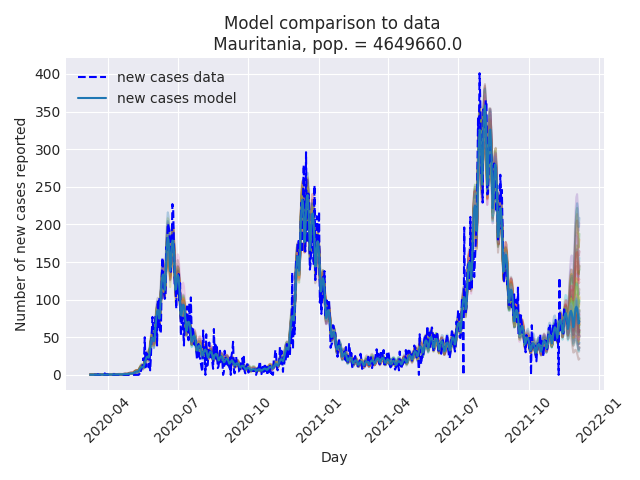 Model comparison to data
Mauritania, pop. = 4649660.0
new cases data
new cases model
Number of new cases reported
400
350
300
250
200
150
100
50
0
2020-04
2020-07
2020-10
2021-01
2021-04
2021-07
2021-10
2022-01
Day